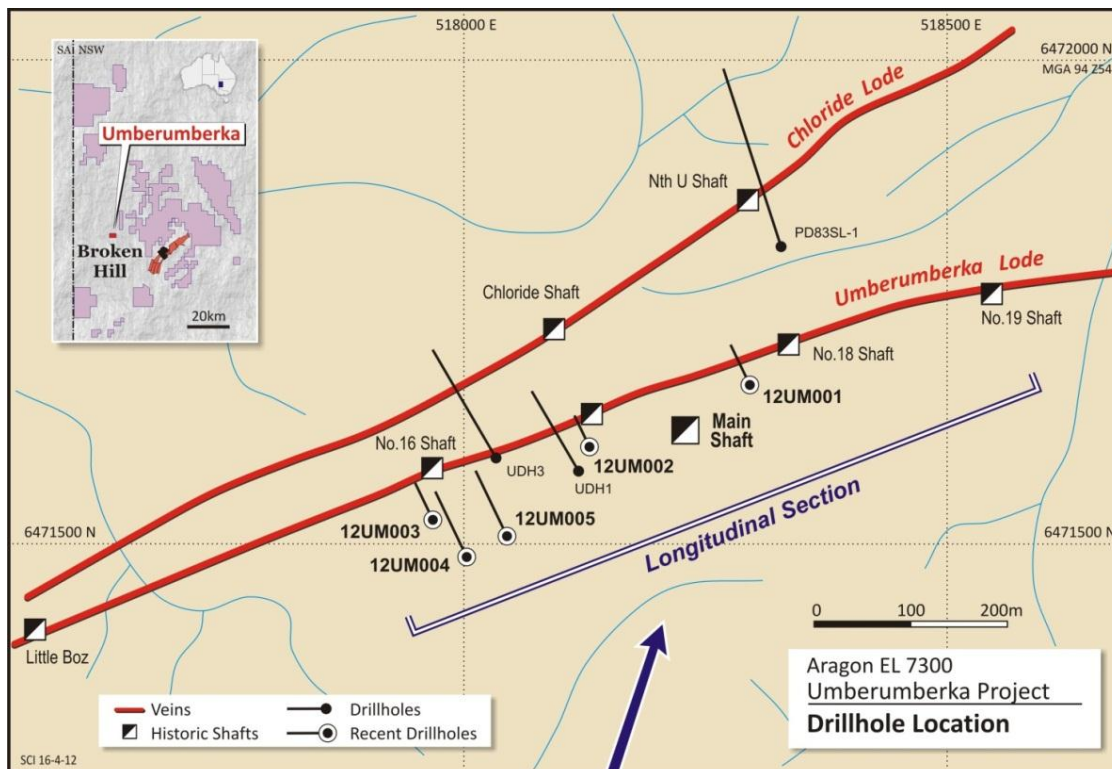 518000 E
518500 E
6472000 N
MGA 94 Z54
SA NSW
Umberumberka
Broken
Hill
20km
Chloride Lode
Nth U Shaft
PD83SL-1
Umberumberka Lode
Chloride Shaft
No.19 Shaft
No.18 Shaft
12UM001
Main
Shaft
No.16 Shaft
12UM002
UDH3
UDH1
12UM005
12UM003
12UM004
6471500 N
6471500 N
Longitudinal Section
0 100 200m
Little Boz
Veins
Drillholes
Historic Shafts
Recent Drillholes
SCI 16-4-12
Aragon EL 7300
Umberumberka Project
Drillhole Location